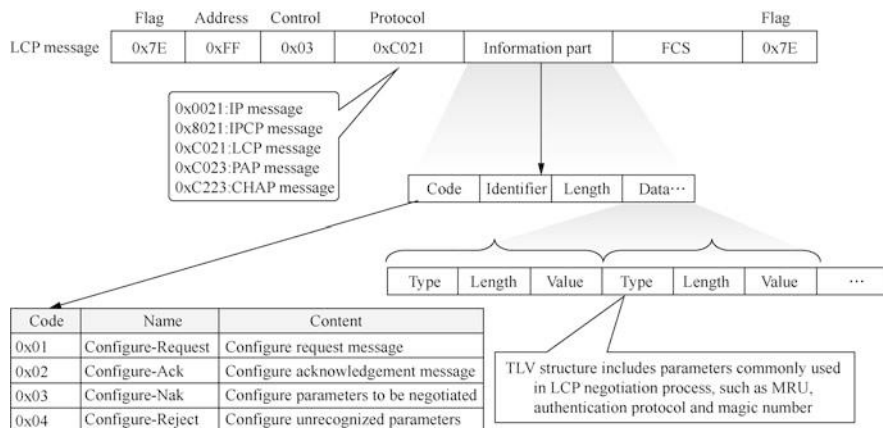 Flag Address Control Protocol Flag
LCP message 0x7E 0xFF 0x03 0xC021 Information part FCS 0x7E
0x0021:IP message
0x8021:IPCP message
0xC021:LCP message
0xC023:PAP message
0xC223:CHAP message
Code Identifier Length Data···
Type Length Value Type Length Value ···
Code Name Content
0x01 Configure-Request Configure request message
0x02 Configure-Ack Configure acknowledgement message
0x03 Configure-Nak Configure parameters to be negotiated
0x04 Configure-Reject Configure unrecognized parameters
TLV structure includes parameters commonly used
in LCP negotiation process, such as MRU,
authentication protocol and magic number